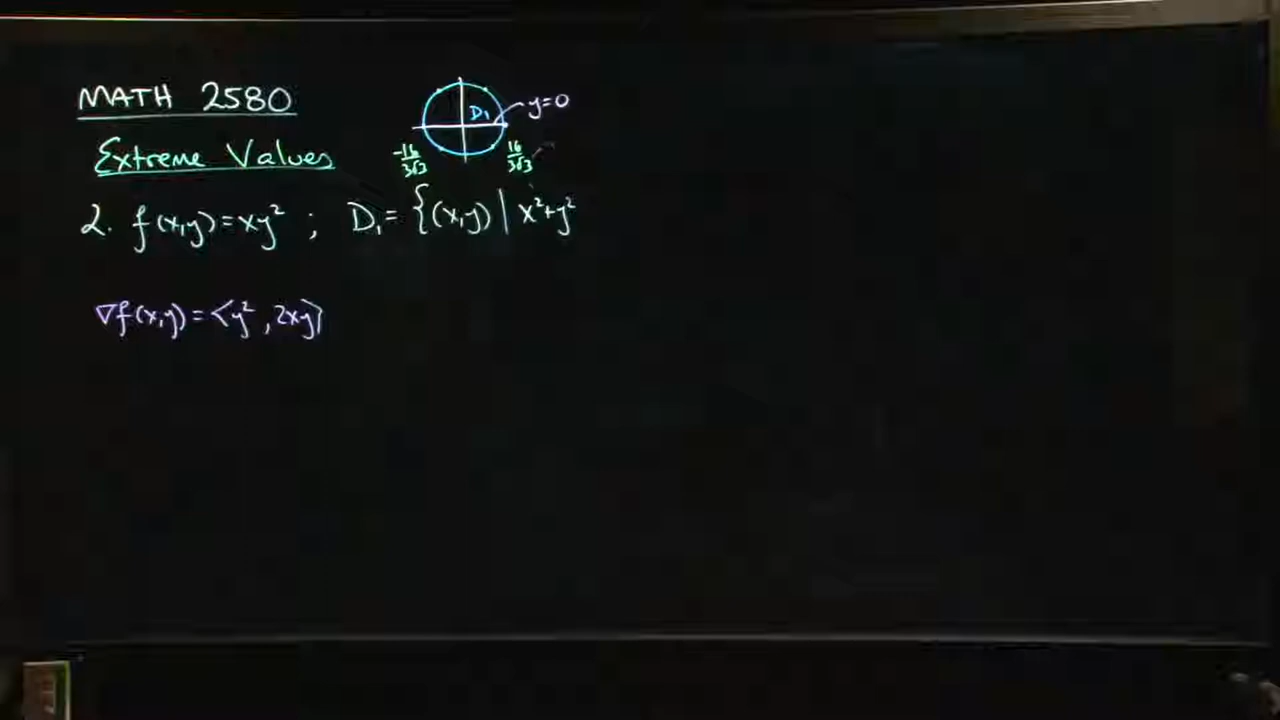 MATH 2580
D₁ y=0
Extreme Values
-16/3√3 16/3√3
2. f(x,y)=xy² ; D₁= {(x,y) | x²+y²
∇f(x,y)=<y², 2xy>